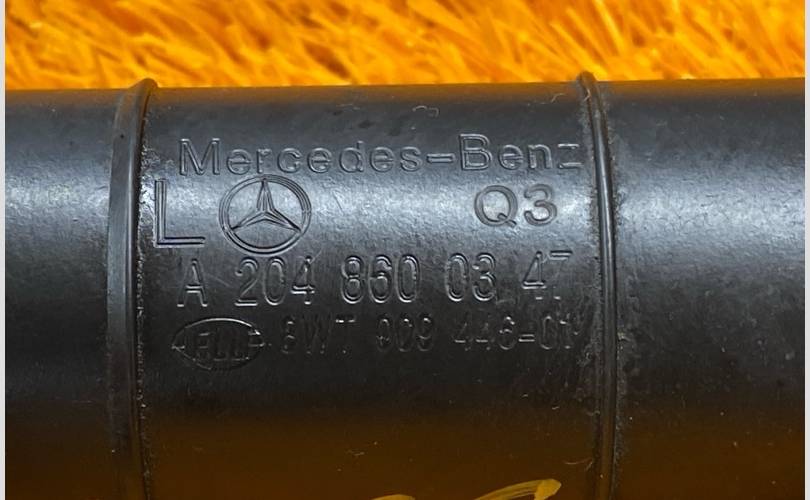 Mercedes-Benz
L Q3
A 204 860 03 47
HELLA 8WT 009 446-01